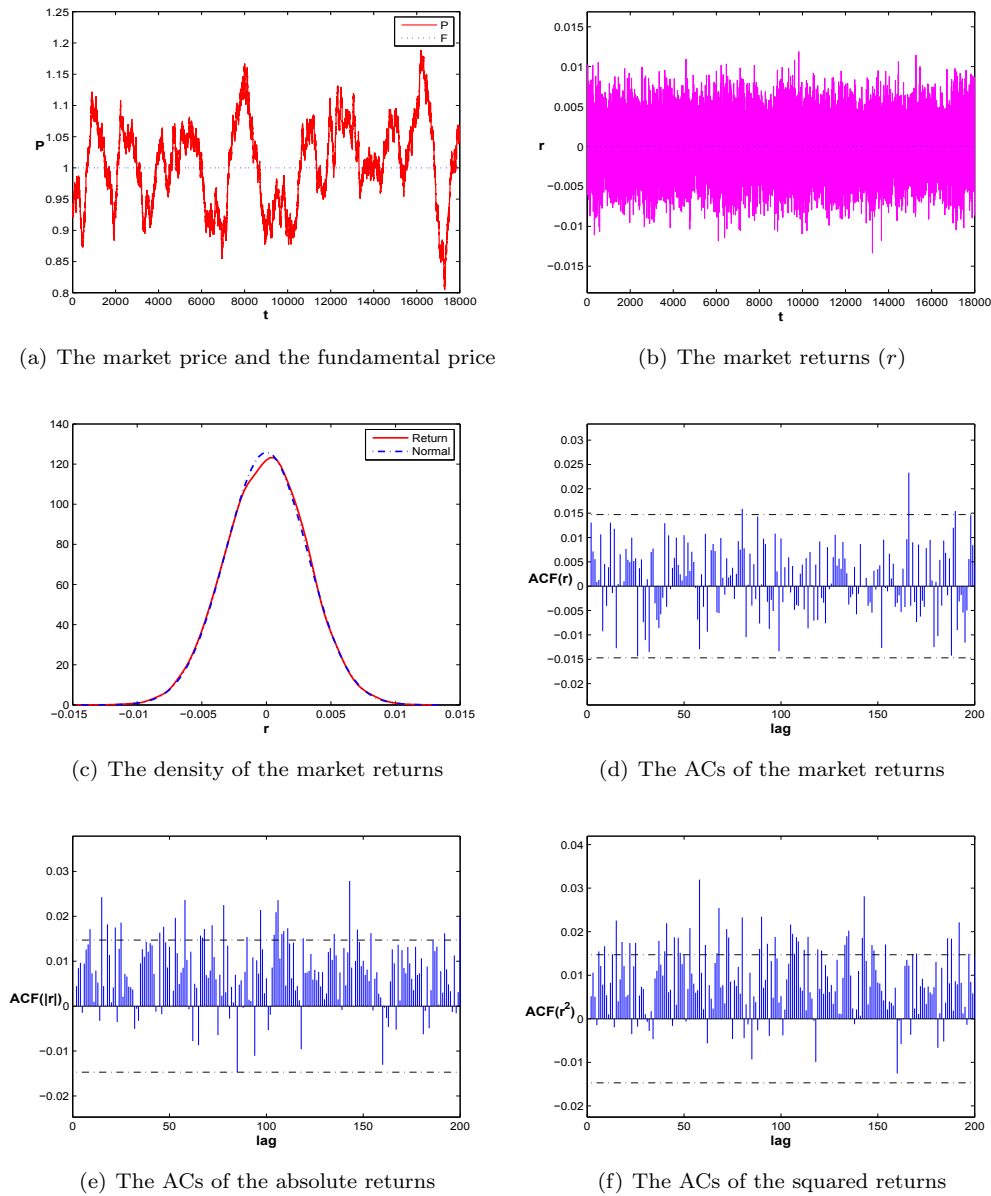 1.25
1.2
1.15
1.1
1.05
1
0.95
0.9
0.85
0.8
P
P
F
0 2000 4000 6000 8000 10000 12000 14000 16000 18000
t
(a) The market price and the fundamental price
0.015
0.01
0.005
0
−0.005
−0.01
−0.015
r
0 2000 4000 6000 8000 10000 12000 14000 16000 18000
t
(b) The market returns (r)
140
120
100
80
60
40
20
0
Return
Normal
−0.015 −0.01 −0.005 0 0.005 0.01 0.015
r
(c) The density of the market returns
0.03
0.025
0.02
0.015
0.01
0.005
0
−0.005
−0.01
−0.015
−0.02
ACF(r)
0 50 100 150 200
lag
(d) The ACs of the market returns
0.03
0.02
0.01
0
−0.01
−0.02
ACF(|r|)
0 50 100 150 200
lag
(e) The ACs of the absolute returns
0.04
0.03
0.02
0.01
0
−0.01
−0.02
ACF(r²)
0 50 100 150 200
lag
(f) The ACs of the squared returns